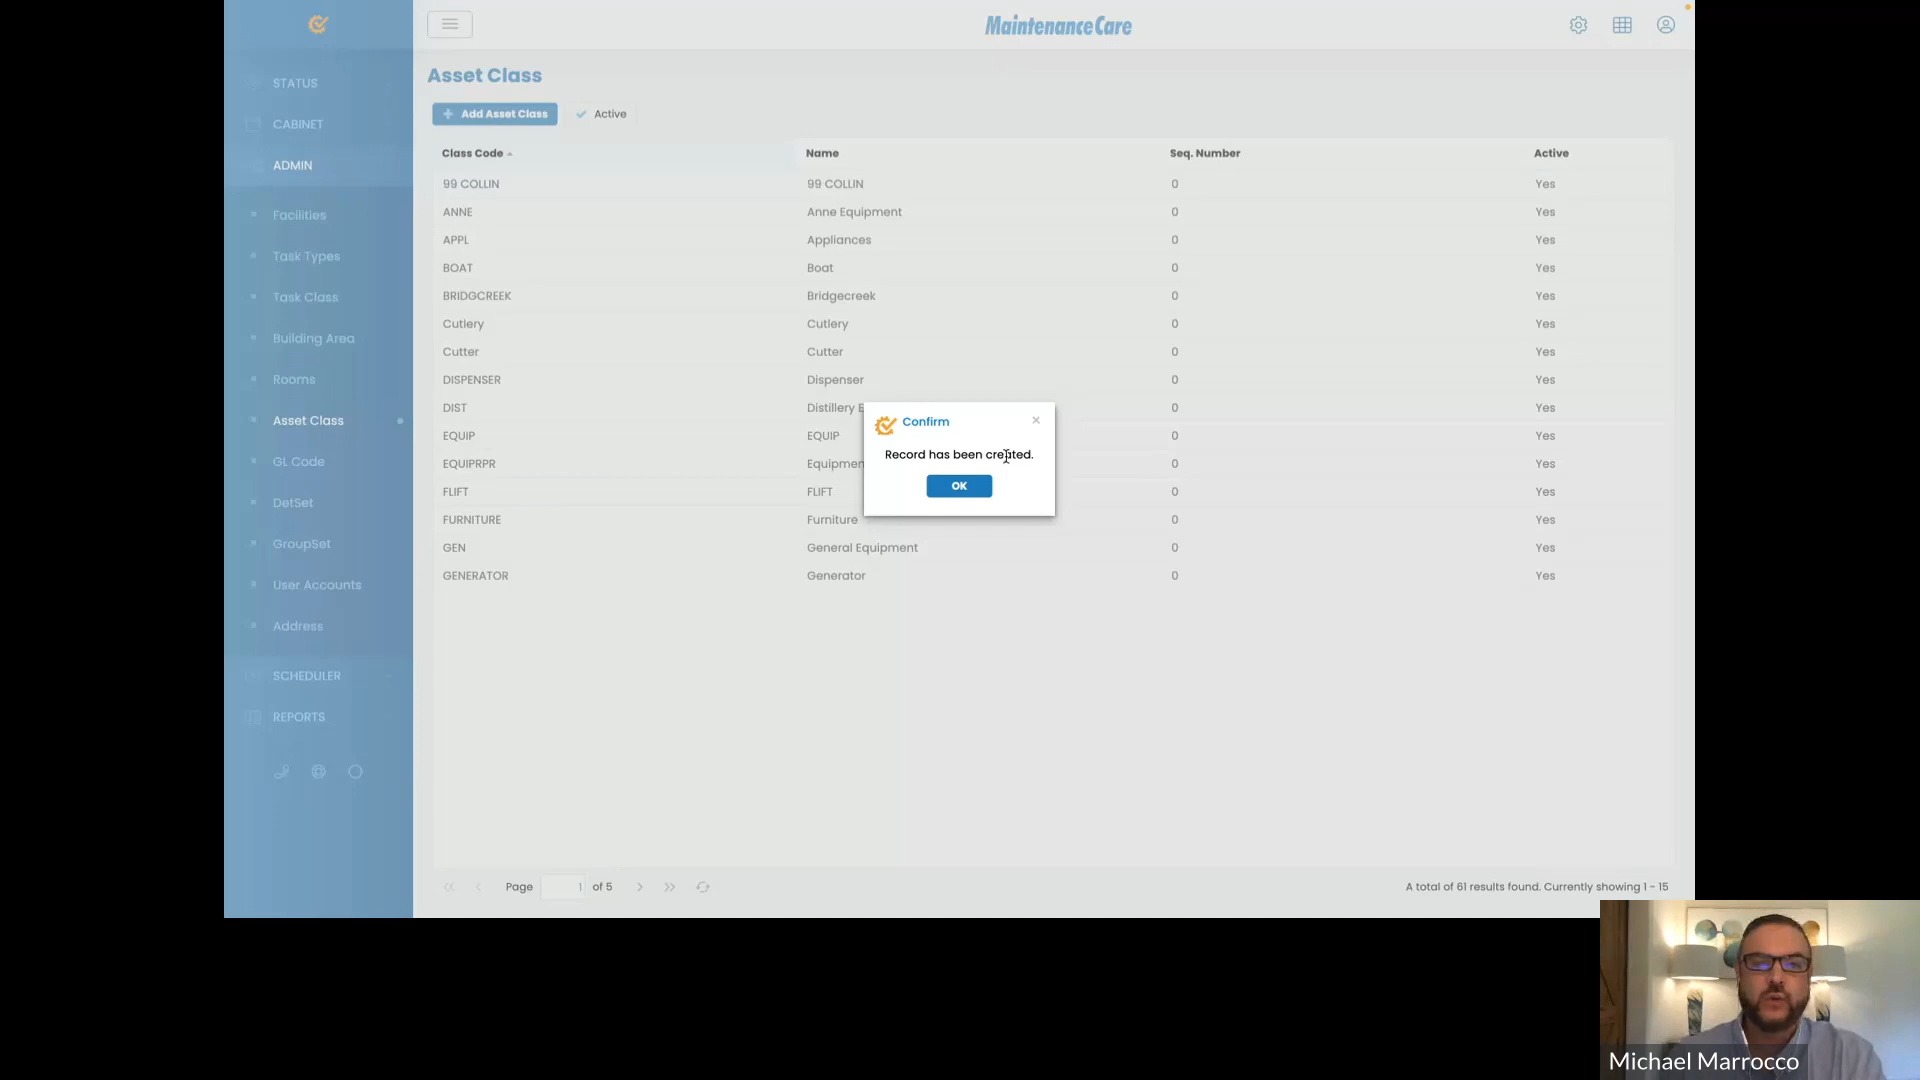 MaintenanceCare
STATUS
CABINET
ADMIN
Facilities
Task Types
Task Class
Building Area
Rooms
Asset Class
GL Code
DetSet
GroupSet
User Accounts
Address
SCHEDULER
REPORTS
Asset Class
+ Add Asset Class
Active
Class Code Name Seq. Number Active
99 COLLIN 99 COLLIN 0 Yes
ANNE Anne Equipment 0 Yes
APPL Appliances 0 Yes
BOAT Boat 0 Yes
BRIDGCREEK Bridgecreek 0 Yes
Cutlery Cutlery 0 Yes
Cutter Cutter 0 Yes
DISPENSER Dispenser 0 Yes
DIST Distillery E 0 Yes
EQUIP EQUIP 0 Yes
EQUIPRPR Equipmen 0 Yes
FLIFT FLIFT 0 Yes
FURNITURE Furniture 0 Yes
GEN General Equipment 0 Yes
GENERATOR Generator 0 Yes
Confirm
Record has been created.
OK
Page 1 of 5
A total of 61 results found. Currently showing 1 - 15
Michael Marrocco